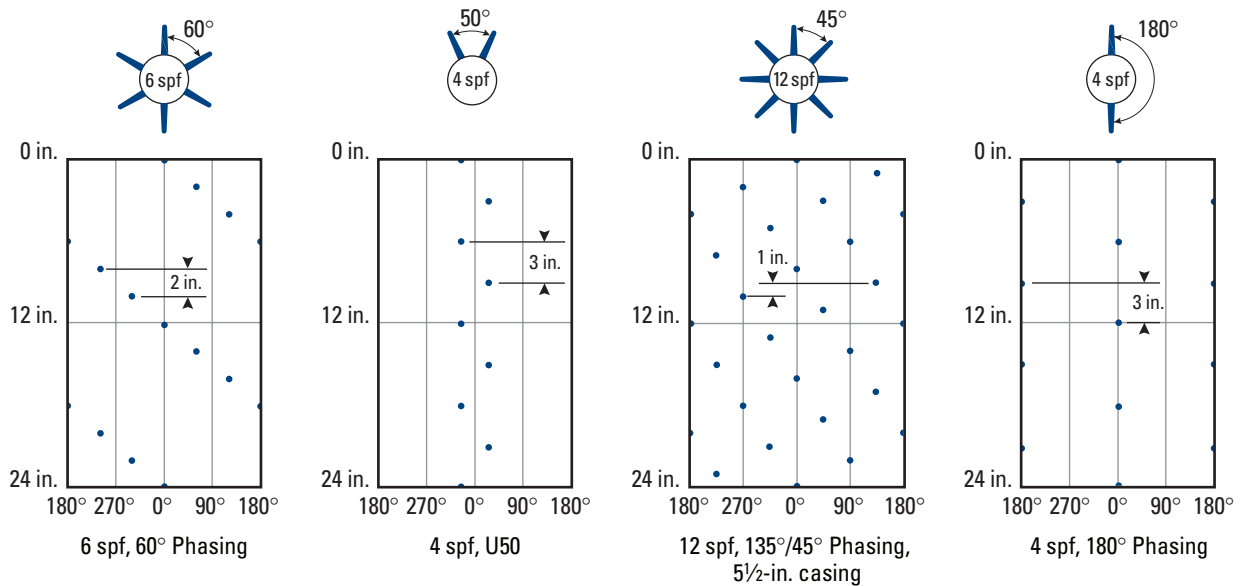 60°
6 spf
50°
4 spf
45°
12 spf
180°
4 spf
0 in.
2 in.
12 in.
24 in.
180° 270° 0° 90° 180°
6 spf, 60° Phasing
0 in.
3 in.
12 in.
24 in.
180° 270° 0° 90° 180°
4 spf, U50
0 in.
1 in.
12 in.
24 in.
180° 270° 0° 90° 180°
12 spf, 135°/45° Phasing,
5½-in. casing
0 in.
3 in.
12 in.
24 in.
180° 270° 0° 90° 180°
4 spf, 180° Phasing